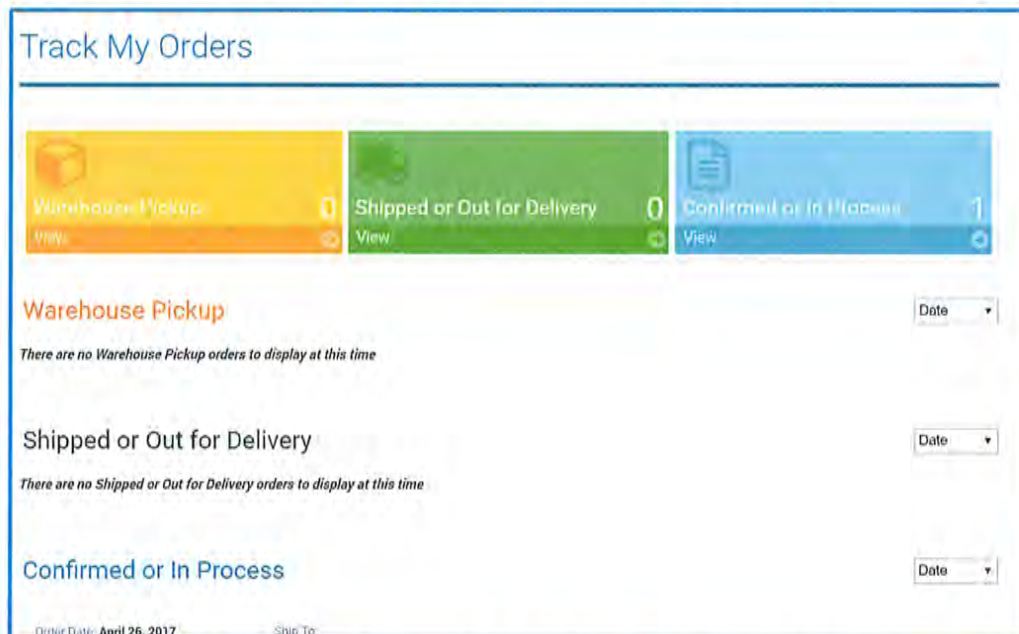 Track My Orders
Warehouse Pickup 0
View
Shipped or Out for Delivery 0
View
Confirmed or In Process 1
View
Warehouse Pickup
Date
There are no Warehouse Pickup orders to display at this time
Shipped or Out for Delivery
Date
There are no Shipped or Out for Delivery orders to display at this time
Confirmed or In Process
Date
Order Date: April 26, 2017 Ship To: